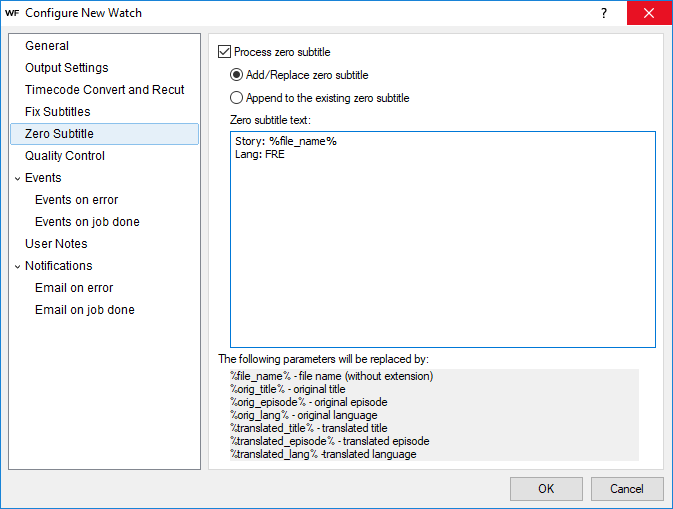 WF Configure New Watch ?
General
Output Settings
Timecode Convert and Recut
Fix Subtitles
Zero Subtitle
Quality Control
Events
Events on error
Events on job done
User Notes
Notifications
Email on error
Email on job done
Process zero subtitle
Add/Replace zero subtitle
Append to the existing zero subtitle
Zero subtitle text:
Story: %file_name%
Lang: FRE
The following parameters will be replaced by:
%file_name% - file name (without extension)
%orig_title% - original title
%orig_episode% - original episode
%orig_lang% - original language
%translated_title% - translated title
%translated_episode% - translated episode
%translated_lang% -translated language
OK Cancel